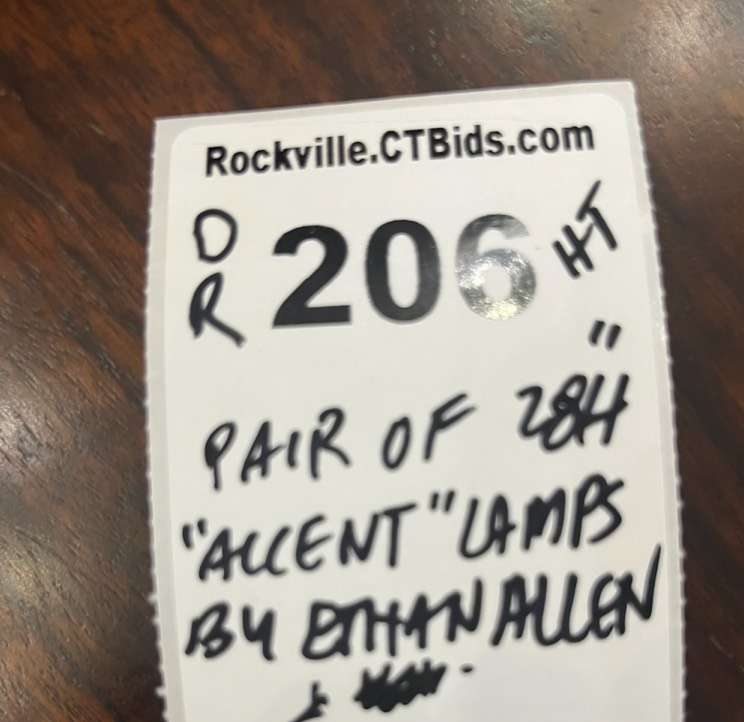 Rockville.CTBids.com
D
R
206
HT
PAIR OF 28H"
"ACCENT" LAMPS
BY ETHAN ALLEN